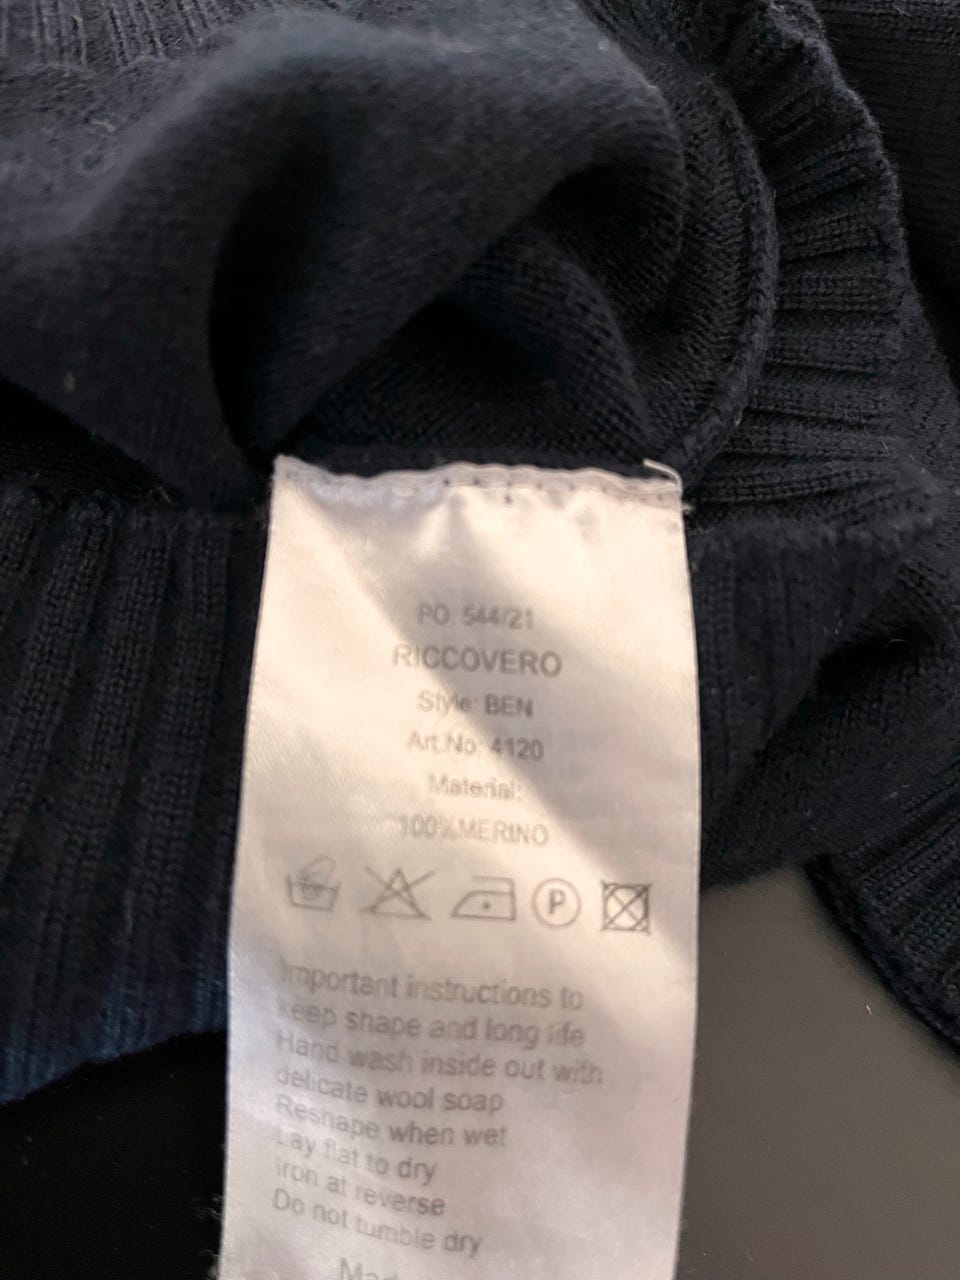 PO. 544/21
RICCOVERO
Style: BEN
Art.No: 4120
Material:
100%MERINO
P
Important instructions to
keep shape and long life
Hand wash inside out with
delicate wool soap
Reshape when wet
Lay flat to dry
iron at reverse
Do not tumble dry